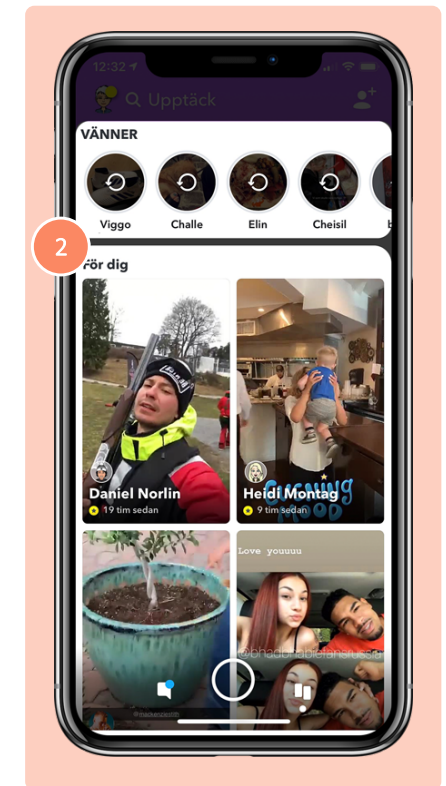 12:32
Upptäck
VÄNNER
Viggo
Challe
Elin
Cheisil
2
För dig
Daniel Norlin
19 tim sedan
Heidi Montag
9 tim sedan
Love youuuu
@bhadbhabiefansrussia